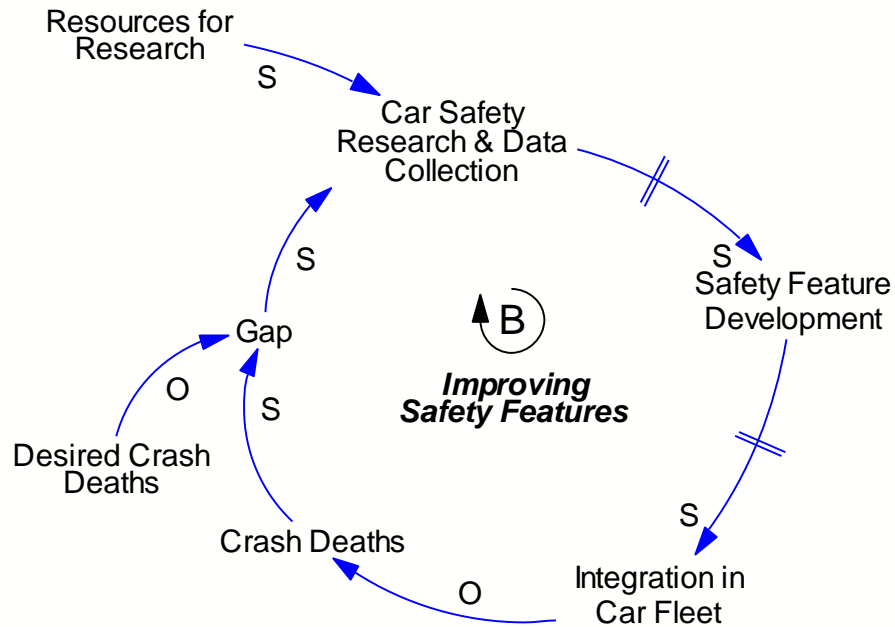 Resources for
Research
S
Car Safety
Research & Data
Collection
S
S
Safety Feature
Development
Gap
B
Improving
Safety Features
O
S
Desired Crash
Deaths
S
Crash Deaths
O
Integration in
Car Fleet